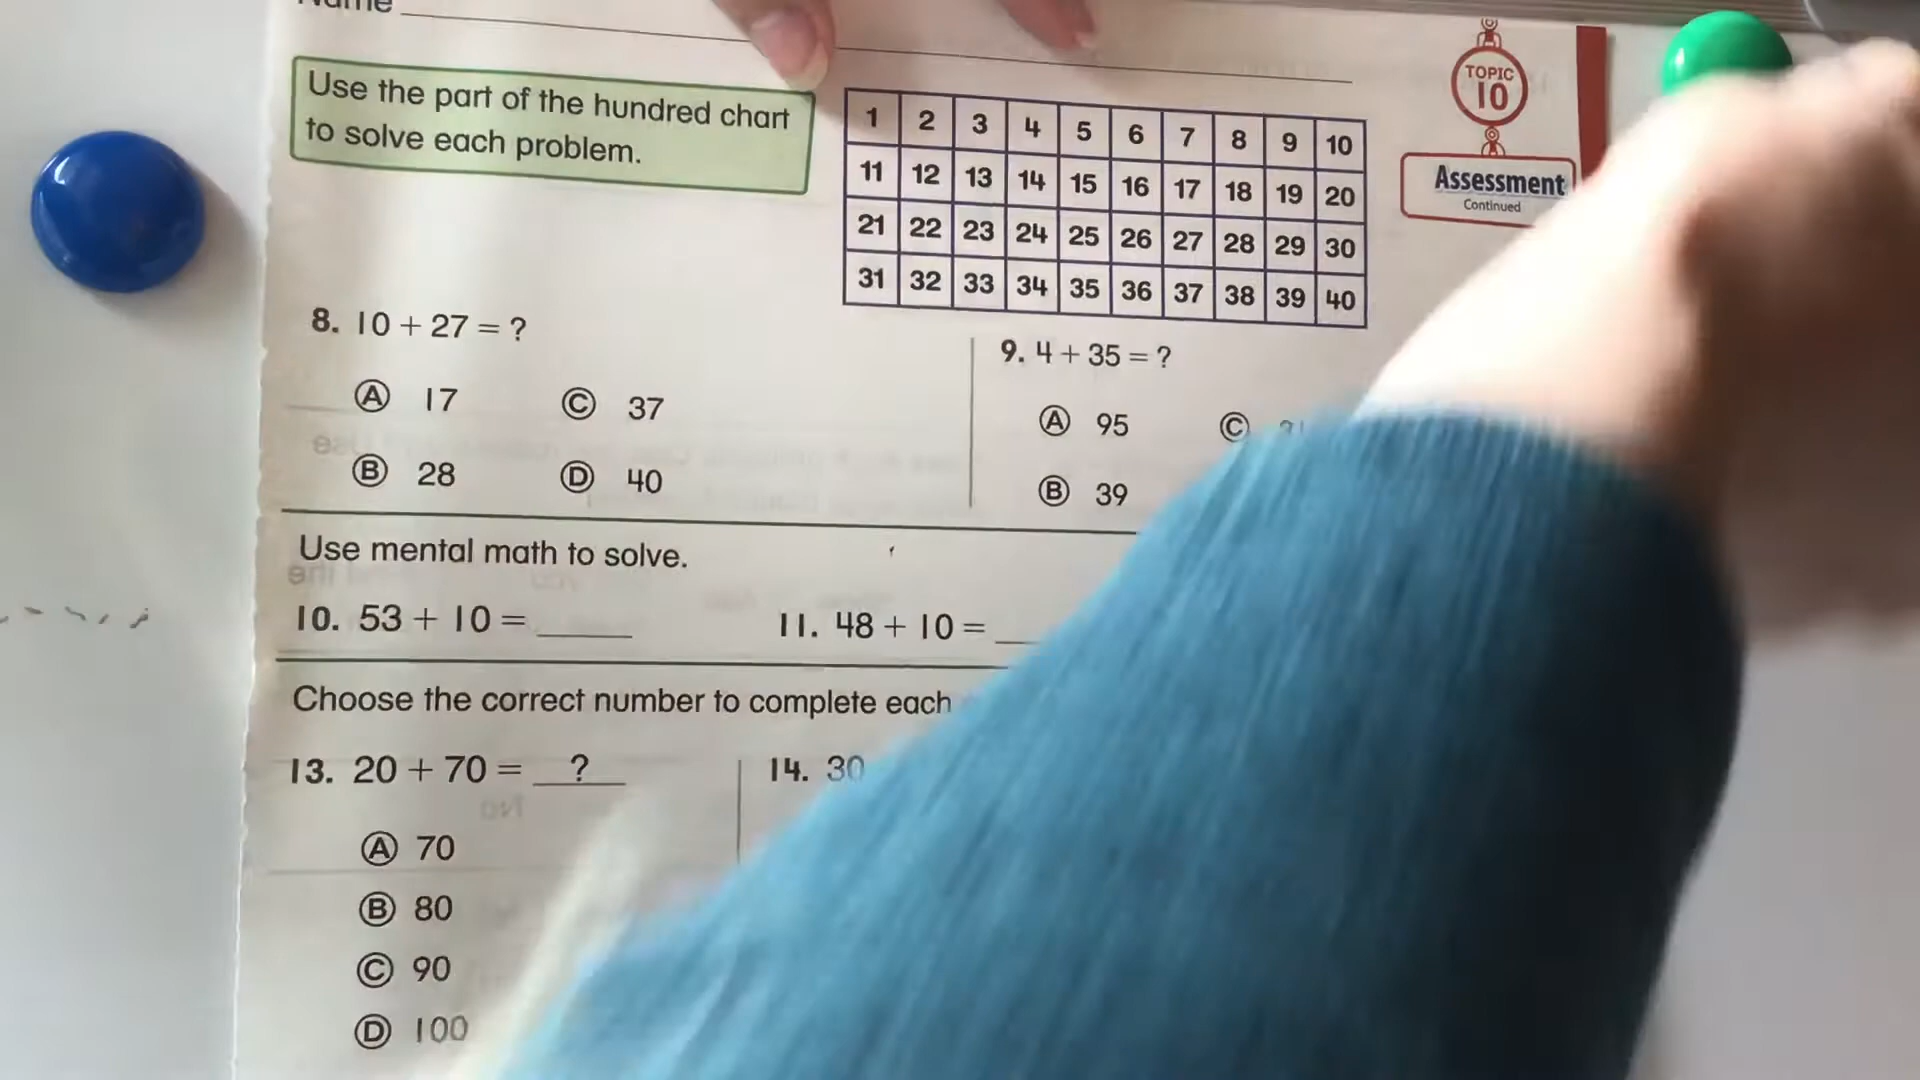 Name
Use the part of the hundred chart
to solve each problem.
1 2 3 4 5 6 7 8 9 10
11 12 13 14 15 16 17 18 19 20
21 22 23 24 25 26 27 28 29 30
31 32 33 34 35 36 37 38 39 40
TOPIC
10
Assessment
Continued
8. 10 + 27 = ?
A 17
C 37
B 28
D 40
9. 4 + 35 = ?
A 95
C
B 39
Use mental math to solve.
10. 53 + 10 = ____
11. 48 + 10 =
Choose the correct number to complete each
13. 20 + 70 = ?
A 70
B 80
C 90
D 100
14. 30